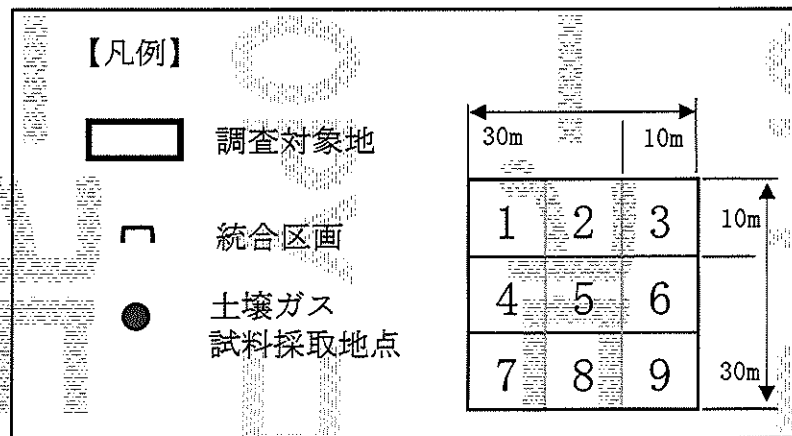 【凡例】
調査対象地
統合区画
土壌ガス
試料採取地点
30m
10m
1 2 3
10m
4 5 6
7 8 9
30m